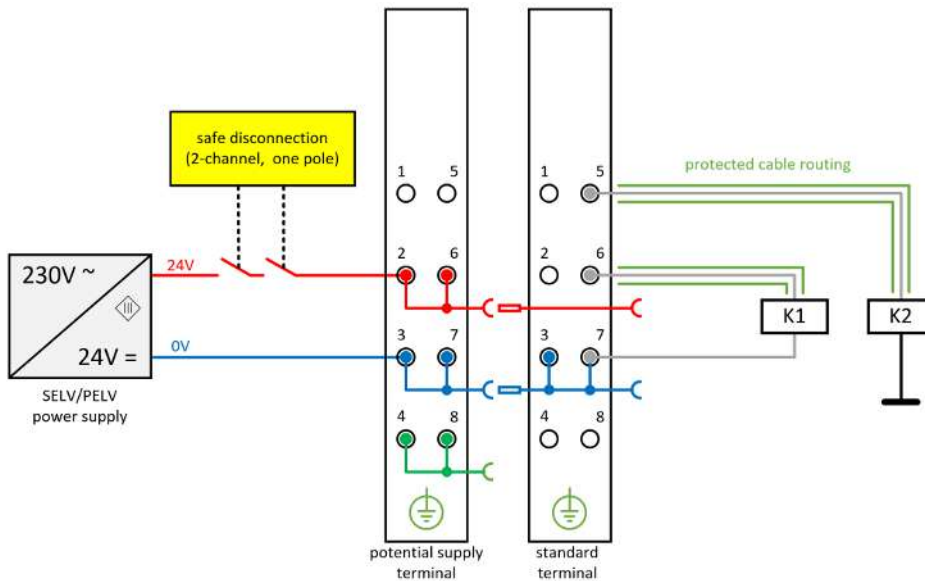 safe disconnection
(2-channel, one pole)
protected cable routing
1 5
1 5
24V
2 6
2 6
230V ~
III
24V =
K1
K2
0V
3 7
3 7
SELV/PELV
power supply
4 8
4 8
potential supply
terminal
standard
terminal